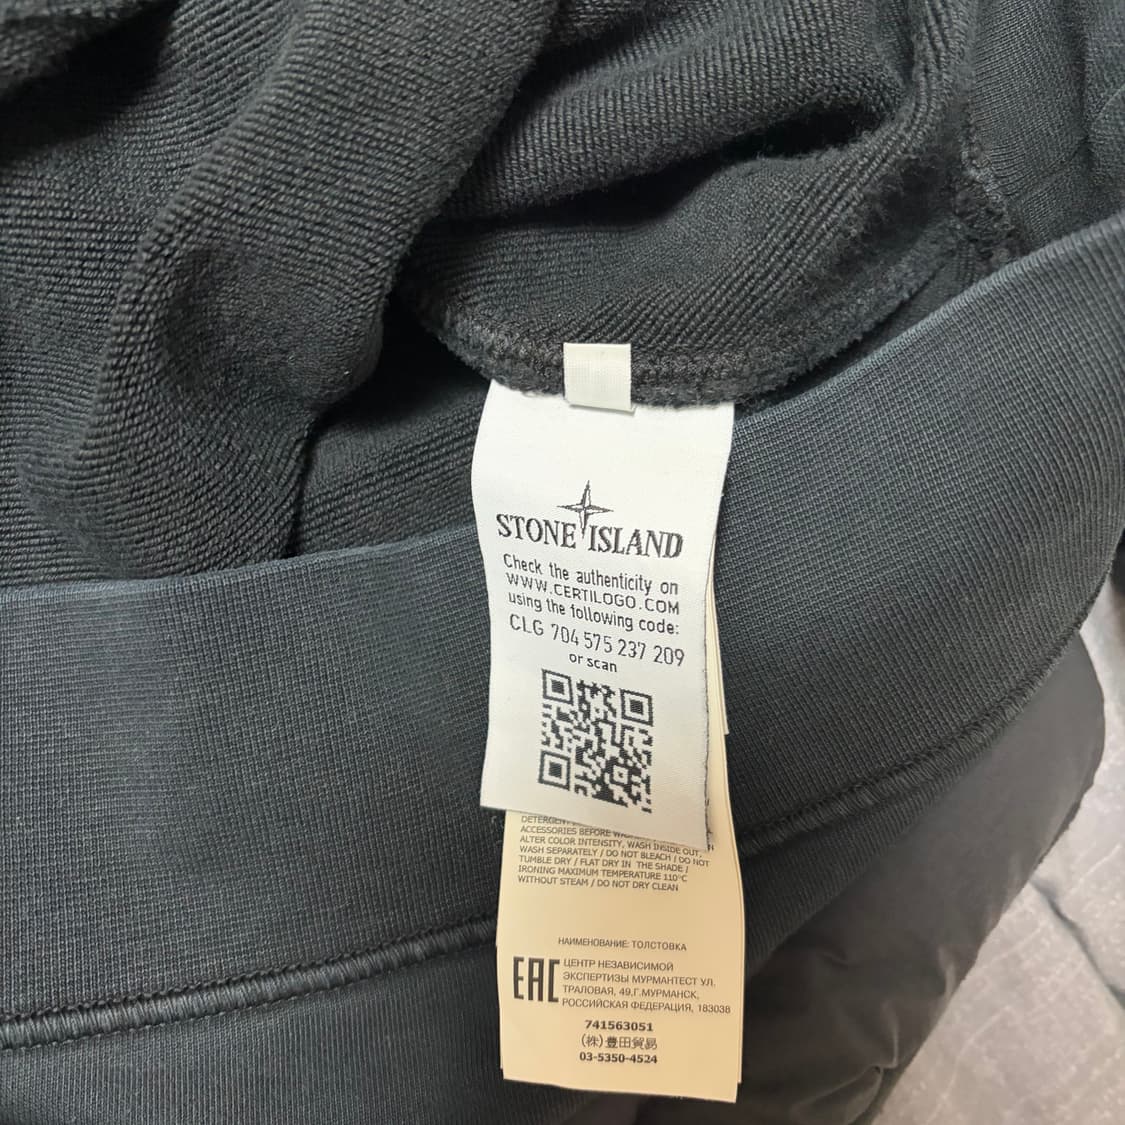 STONE ISLAND
Check the authenticity on
WWW.CERTILOGO.COM
using the following code:
CLG 704 575 237 209
or scan
DETERGENT
ACCESSORIES BEFORE
ALTER COLOR INTENSITY, WASH INSIDE OUT,
WASH SEPARATELY / DO NOT BLEACH / DO NOT
TUMBLE DRY / FLAT DRY IN THE SHADE /
IRONING MAXIMUM TEMPERATURE 110°C
WITHOUT STEAM / DO NOT DRY CLEAN
НАИМЕНОВАНИЕ: ТОЛСТОВКА
EAC
ЦЕНТР НЕЗАВИСИМОЙ
ЭКСПЕРТИЗЫ МУРМАНТЕСТ УЛ.
ТРАЛОВАЯ, 49,Г.МУРМАНСК,
РОССИЙСКАЯ ФЕДЕРАЦИЯ, 183038
741563051
(株)豊田貿易
03-5350-4524